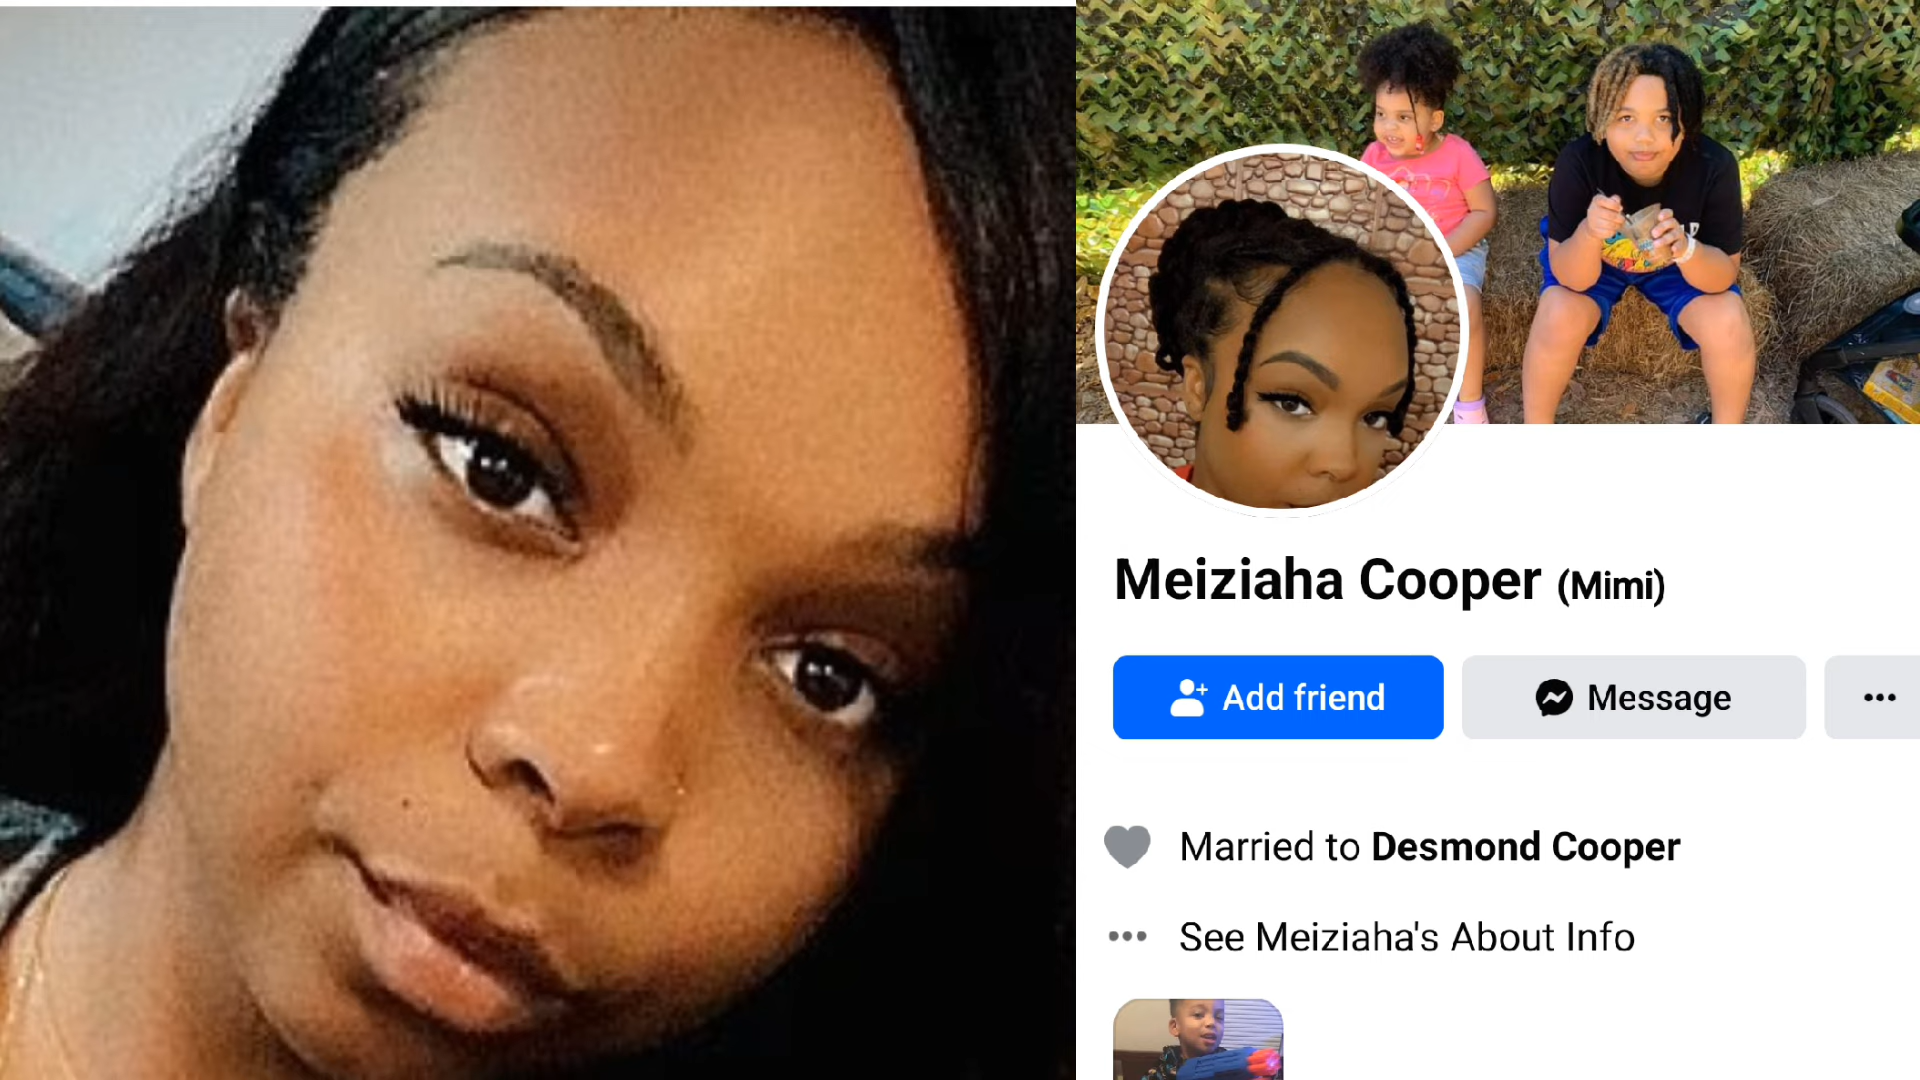 Meiziaha Cooper (Mimi)
Add friend
Message
Married to Desmond Cooper
See Meiziaha's About Info